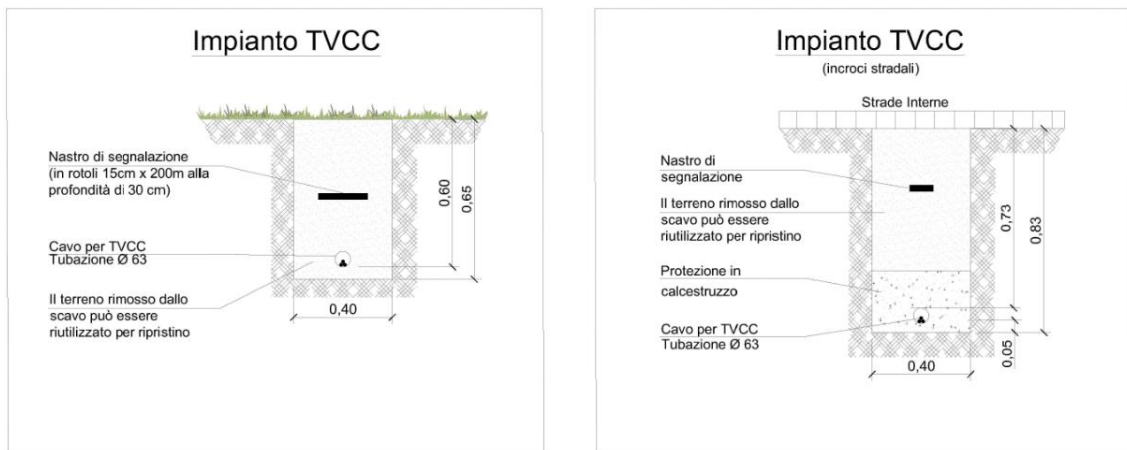 Impianto TVCC
Nastro di segnalazione
(in rotoli 15cm x 200m alla
profondità di 30 cm)
Cavo per TVCC
Tubazione Ø 63
Il terreno rimosso dallo
scavo può essere
riutilizzato per ripristino
0,60
0,65
0,40
Impianto TVCC
(incroci stradali)
Strade Interne
Nastro di
segnalazione
Il terreno rimosso dallo
scavo può essere
riutilizzato per ripristino
Protezione in
calcestruzzo
Cavo per TVCC
Tubazione Ø 63
0,73
0,83
0,05
0,40